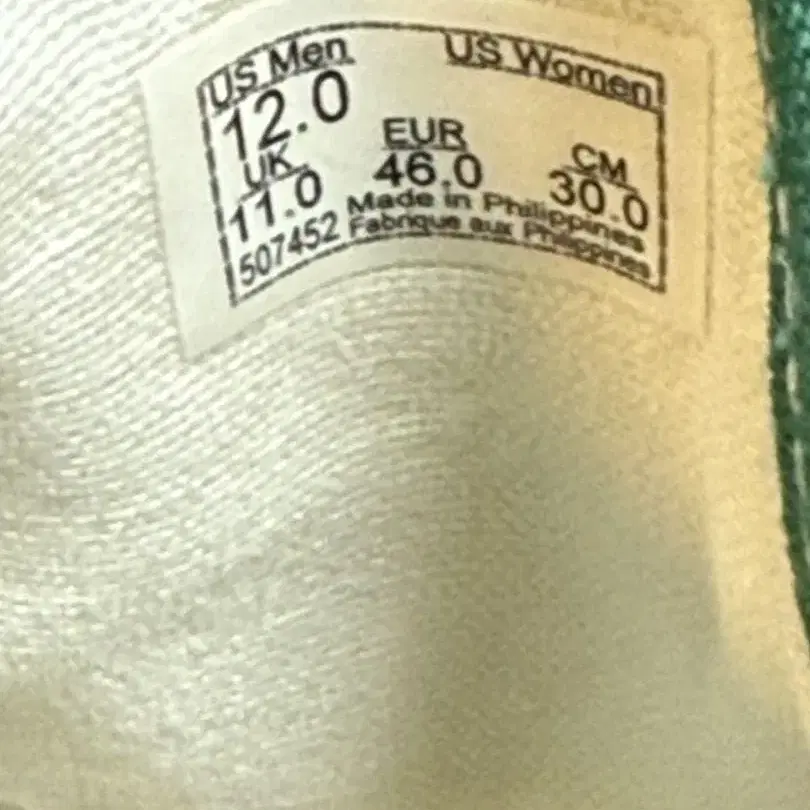 US Men US Women
12.0
UK EUR CM
11.0 46.0 30.0
Made in Philippines
507452 Fabrique aux Philippines